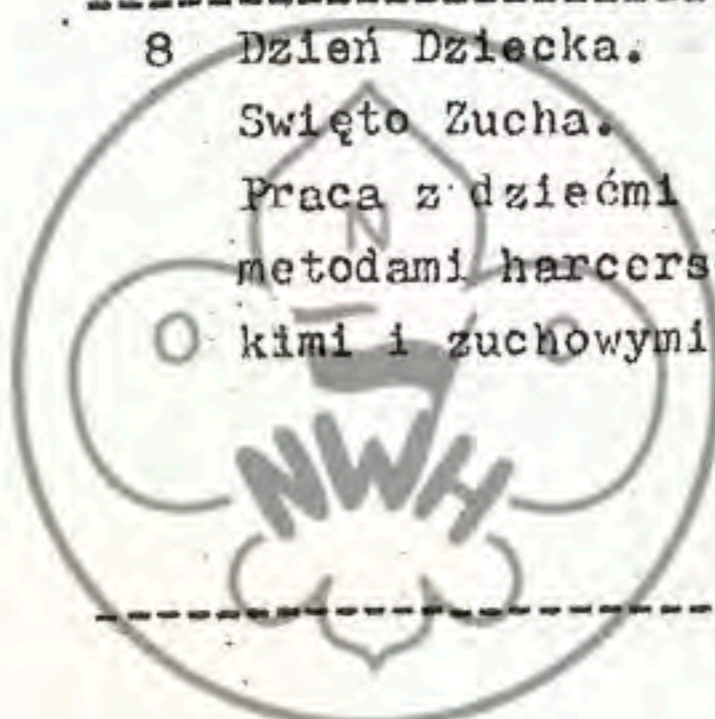 8 Dzień Dziecka.
Swięto Zucha.
Praca z dziećmi
metodami harcers
kimi i zuchowymi
N
O
NWH